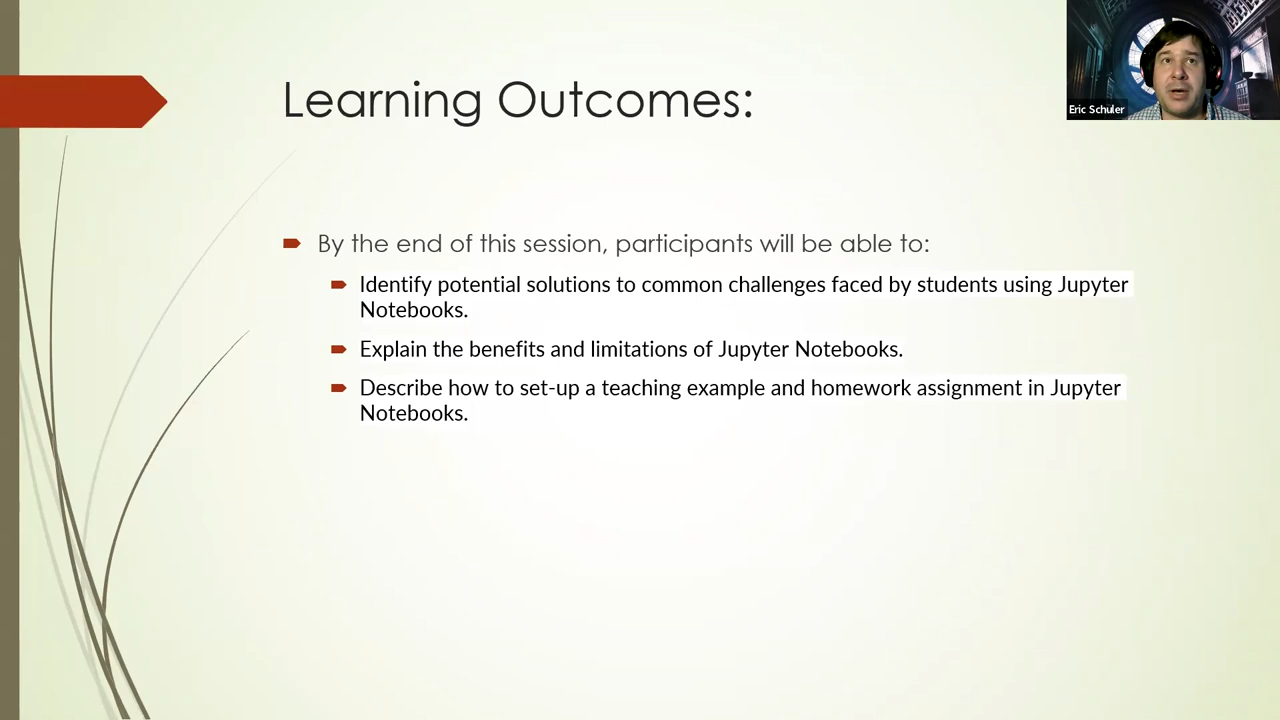 Learning Outcomes:
Eric Schuler
By the end of this session, participants will be able to:
Identify potential solutions to common challenges faced by students using Jupyter
Notebooks.
Explain the benefits and limitations of Jupyter Notebooks.
Describe how to set-up a teaching example and homework assignment in Jupyter
Notebooks.